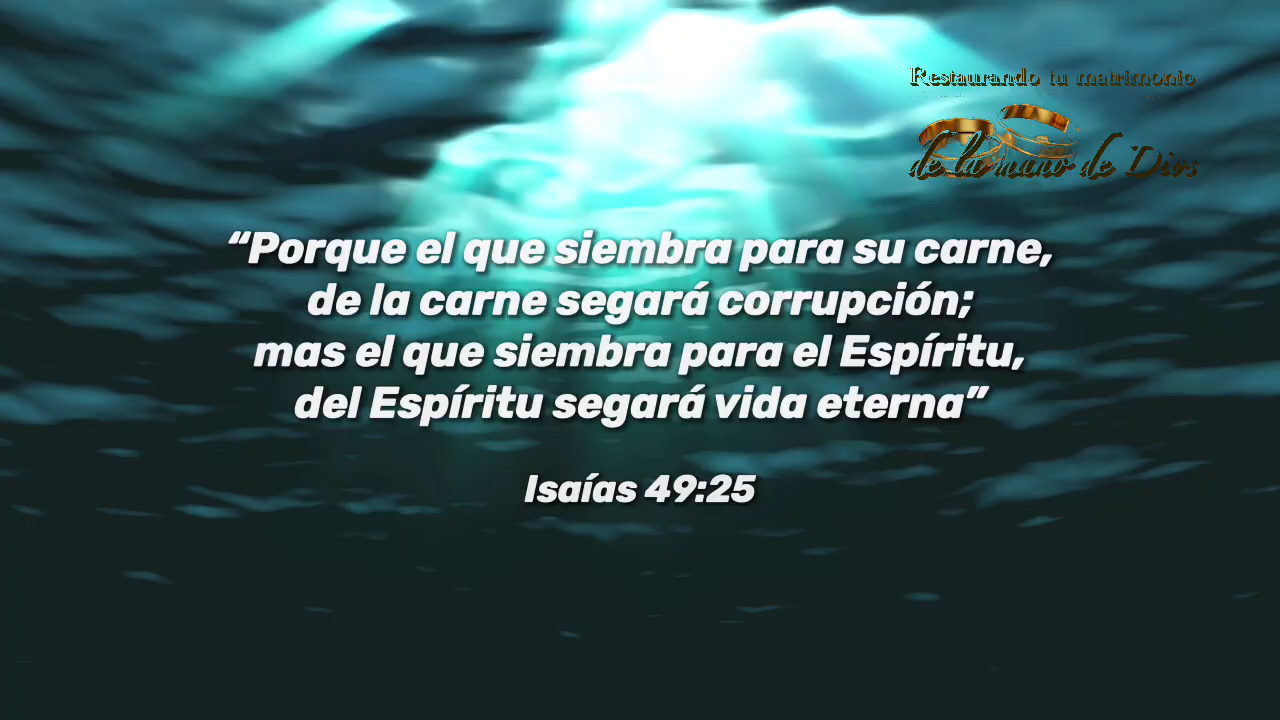 Restaurando tu matrimonio
de la mano de Dios
“Porque el que siembra para su carne,
de la carne segará corrupción;
mas el que siembra para el Espíritu,
del Espíritu segará vida eterna”
Isaías 49:25